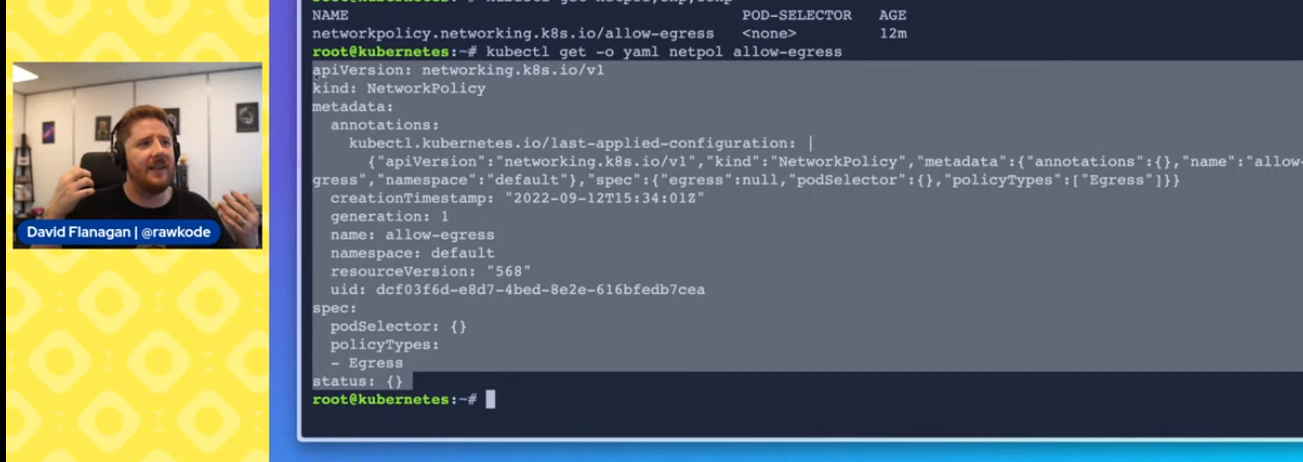 NAME POD-SELECTOR AGE
networkpolicy.networking.k8s.io/allow-egress <none> 12m
root@kubernetes:~# kubectl get -o yaml netpol allow-egress
apiVersion: networking.k8s.io/v1
kind: NetworkPolicy
metadata:
  annotations:
    kubectl.kubernetes.io/last-applied-configuration: |
      {"apiVersion":"networking.k8s.io/v1","kind":"NetworkPolicy","metadata":{"annotations":{},"name":"allow-
gress","namespace":"default"},"spec":{"egress":null,"podSelector":{},"policyTypes":["Egress"]}}
  creationTimestamp: "2022-09-12T15:34:01Z"
  generation: 1
  name: allow-egress
  namespace: default
  resourceVersion: "568"
  uid: dcf03f6d-e8d7-4bed-8e2e-616bfedb7cea
spec:
  podSelector: {}
  policyTypes:
  - Egress
status: {}
root@kubernetes:~#
David Flanagan | @rawkode